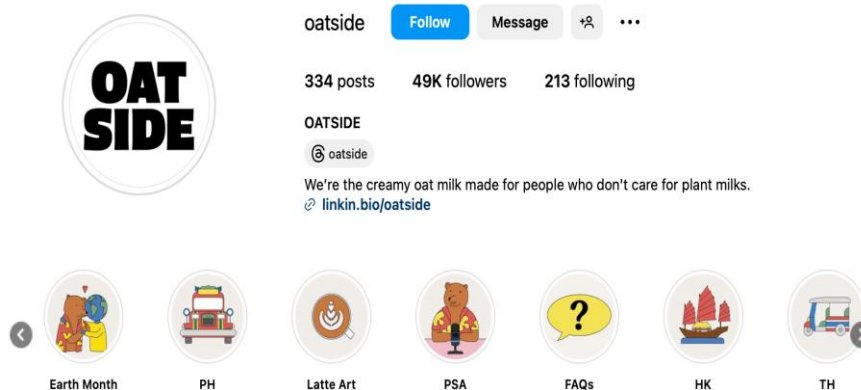 OAT
SIDE
oatside Follow Message
334 posts 49K followers 213 following
OATSIDE
oatside
We're the creamy oat milk made for people who don't care for plant milks.
linkin.bio/oatside
?
Earth Month PH Latte Art PSA FAQs HK TH